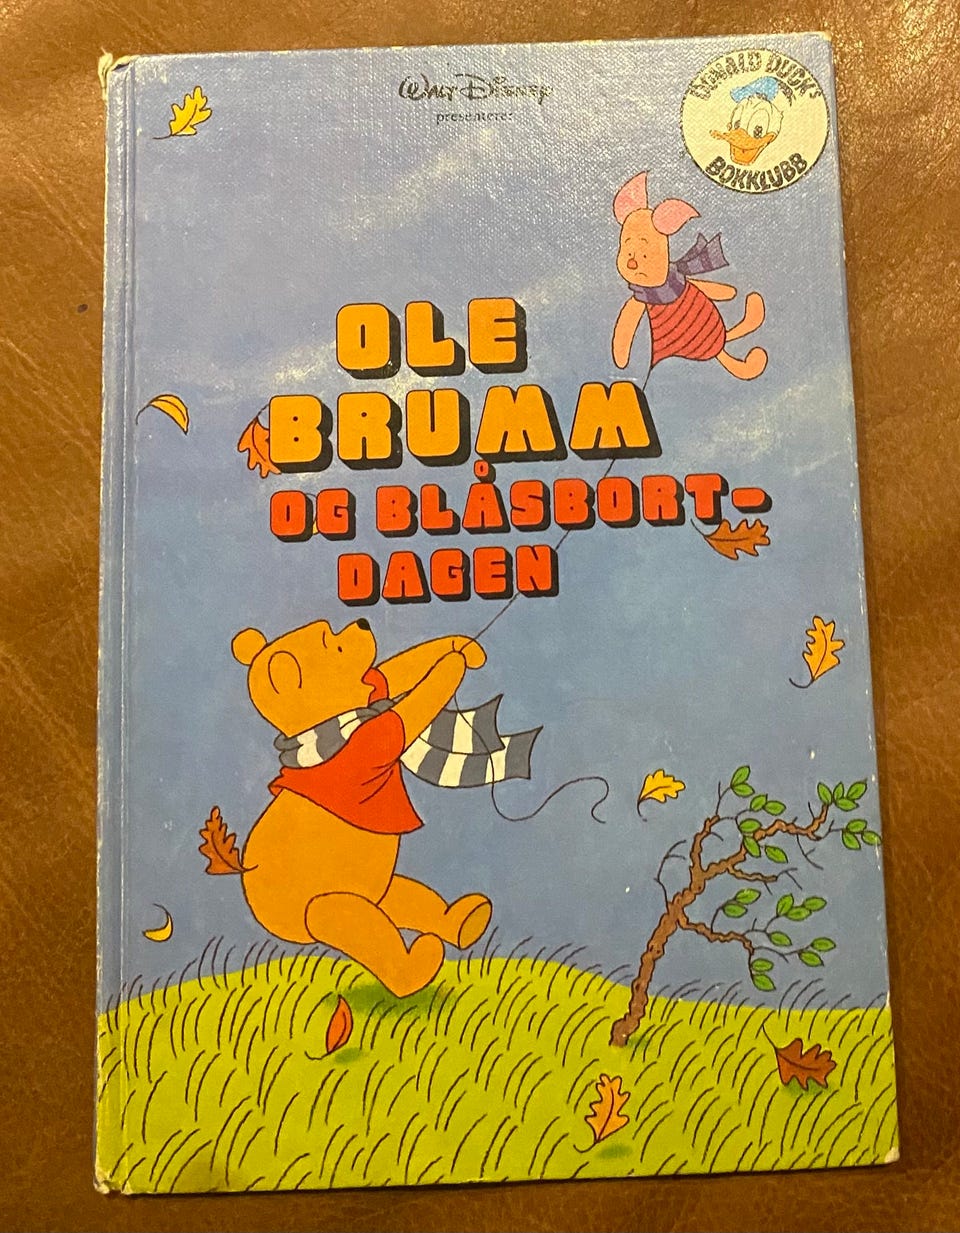 WALT DISNEY
presenterer
DONALD DUCK'S
BOKKLUBB
OLE
BRUMM
OG BLÅSBORT-
DAGEN